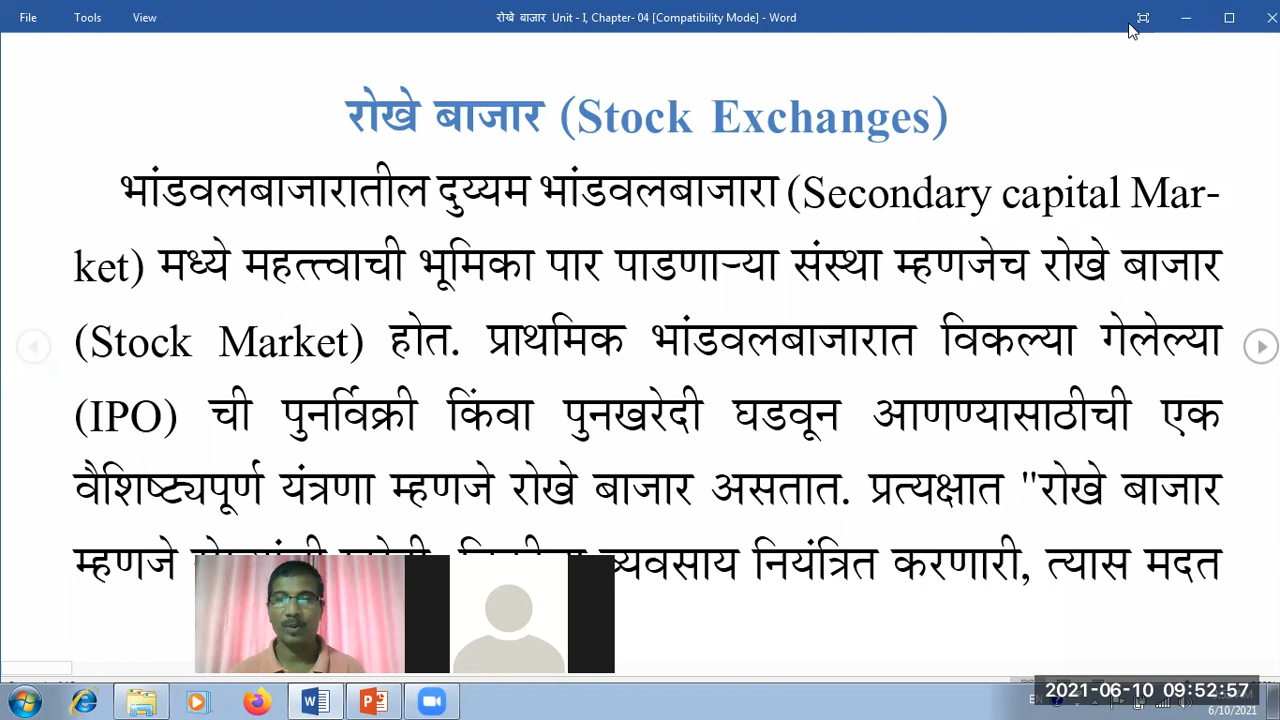 File Tools View रोखे बाजार Unit - I, Chapter- 04 [Compatibility Mode] - Word
रोखे बाजार (Stock Exchanges)
भांडवलबाजारातील दुय्यम भांडवलबाजारा (Secondary capital Mar-
ket) मध्ये महत्त्वाची भूमिका पार पाडणाऱ्या संस्था म्हणजेच रोखे बाजार
(Stock Market) होत. प्राथमिक भांडवलबाजारात विकल्या गेलेल्या
(IPO) ची पुनर्विक्री किंवा पुनखरेदी घडवून आणण्यासाठीची एक
वैशिष्ट्यपूर्ण यंत्रणा म्हणजे रोखे बाजार असतात. प्रत्यक्षात "रोखे बाजार
म्हणजे व्यवसाय नियंत्रित करणारी, त्यास मदत
2021-06-10 09:52:57
6/10/2021